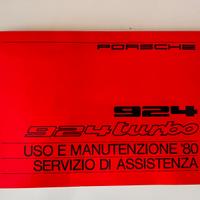 PORSCHE
924
924 turbo
USO E MANUTENZIONE '80
SERVIZIO DI ASSISTENZA